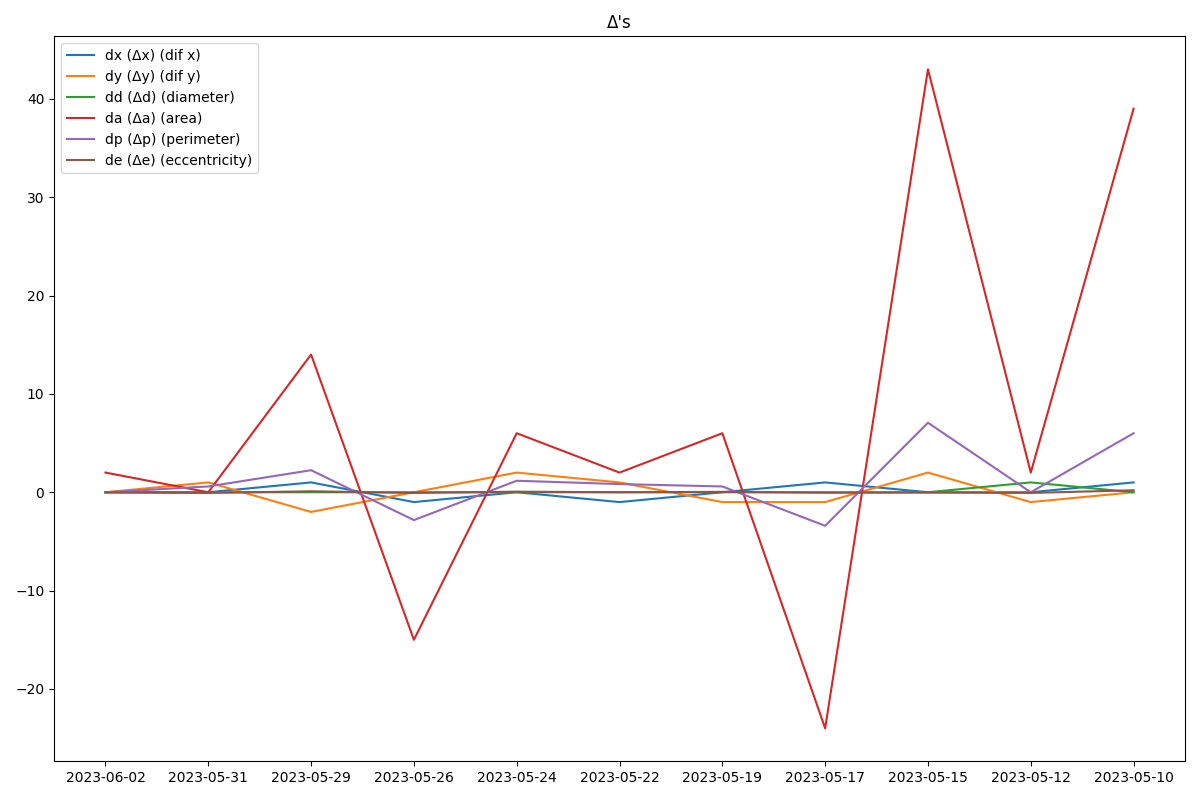 Δ's
dx (Δx) (dif x)
dy (Δy) (dif y)
dd (Δd) (diameter)
da (Δa) (area)
dp (Δp) (perimeter)
de (Δe) (eccentricity)
40
30
20
10
0
−10
−20
2023-06-02 2023-05-31 2023-05-29 2023-05-26 2023-05-24 2023-05-22 2023-05-19 2023-05-17 2023-05-15 2023-05-12 2023-05-10